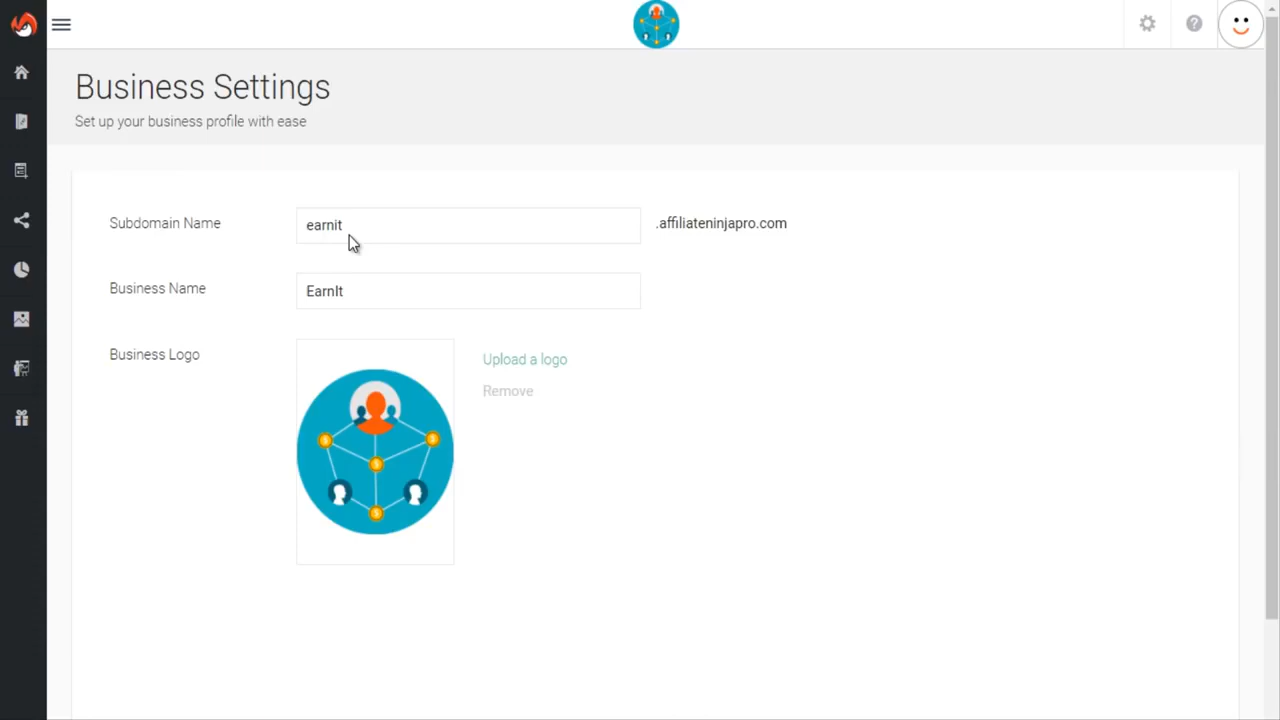 Business Settings
Set up your business profile with ease
Subdomain Name
earnit
.affiliateninjapro.com
Business Name
EarnIt
Business Logo
Upload a logo
Remove